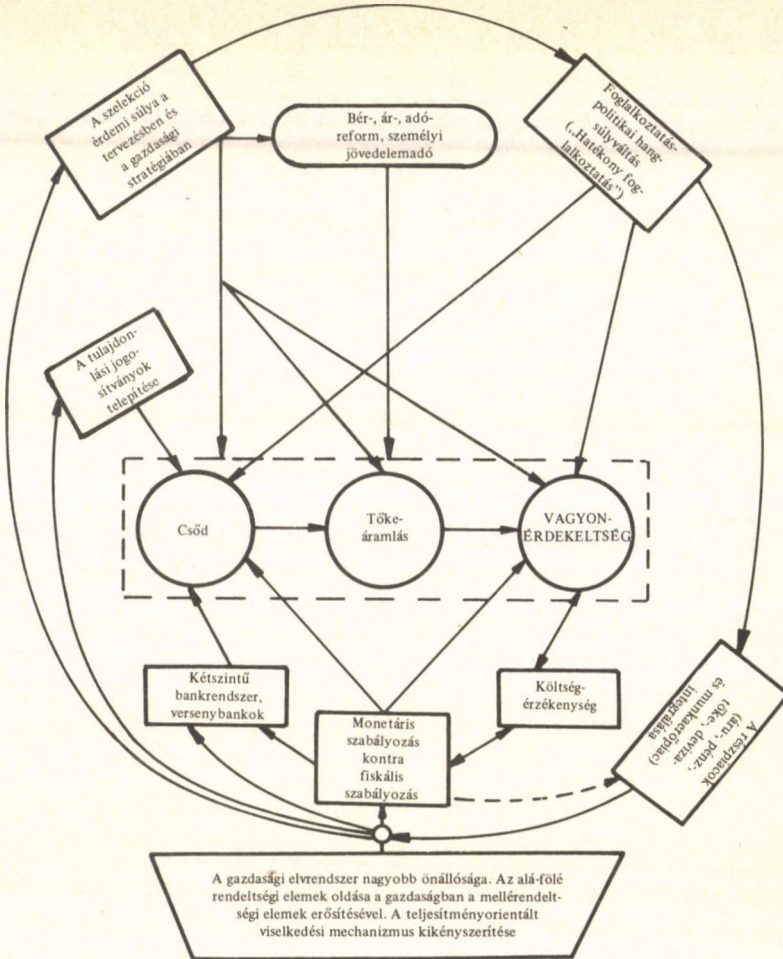 A szelekció
érdemi súlya a
tervezésben és
a gazdasági
stratégiában
Bér-, ár-, adó-
reform, személyi
jövedelemadó
Foglalkoztatás-
politikai hang-
súlyváltás
(„Hatékony fog-
lalkoztatás")
A tulajdon-
lási jogo-
sítványok
telepítése
Csőd
Tőke-
áramlás
VAGYON-
ÉRDEKELTSÉG
Kétszintű
bankrendszer,
versenybankok
Monetáris
szabályozás
kontra
fiskális
szabályozás
Költség-
érzékenység
A részpiacok
(áru-, pénz-,
tőke-, deviza-
és munkaerőpiac)
integrálása
A gazdasági elvrendszer nagyobb önállósága. Az alá-fölé
rendeltségi elemek oldása a gazdaságban a mellérendelt-
ségi elemek erősítésével. A teljesítményorientált
viselkedési mechanizmus kikényszerítése